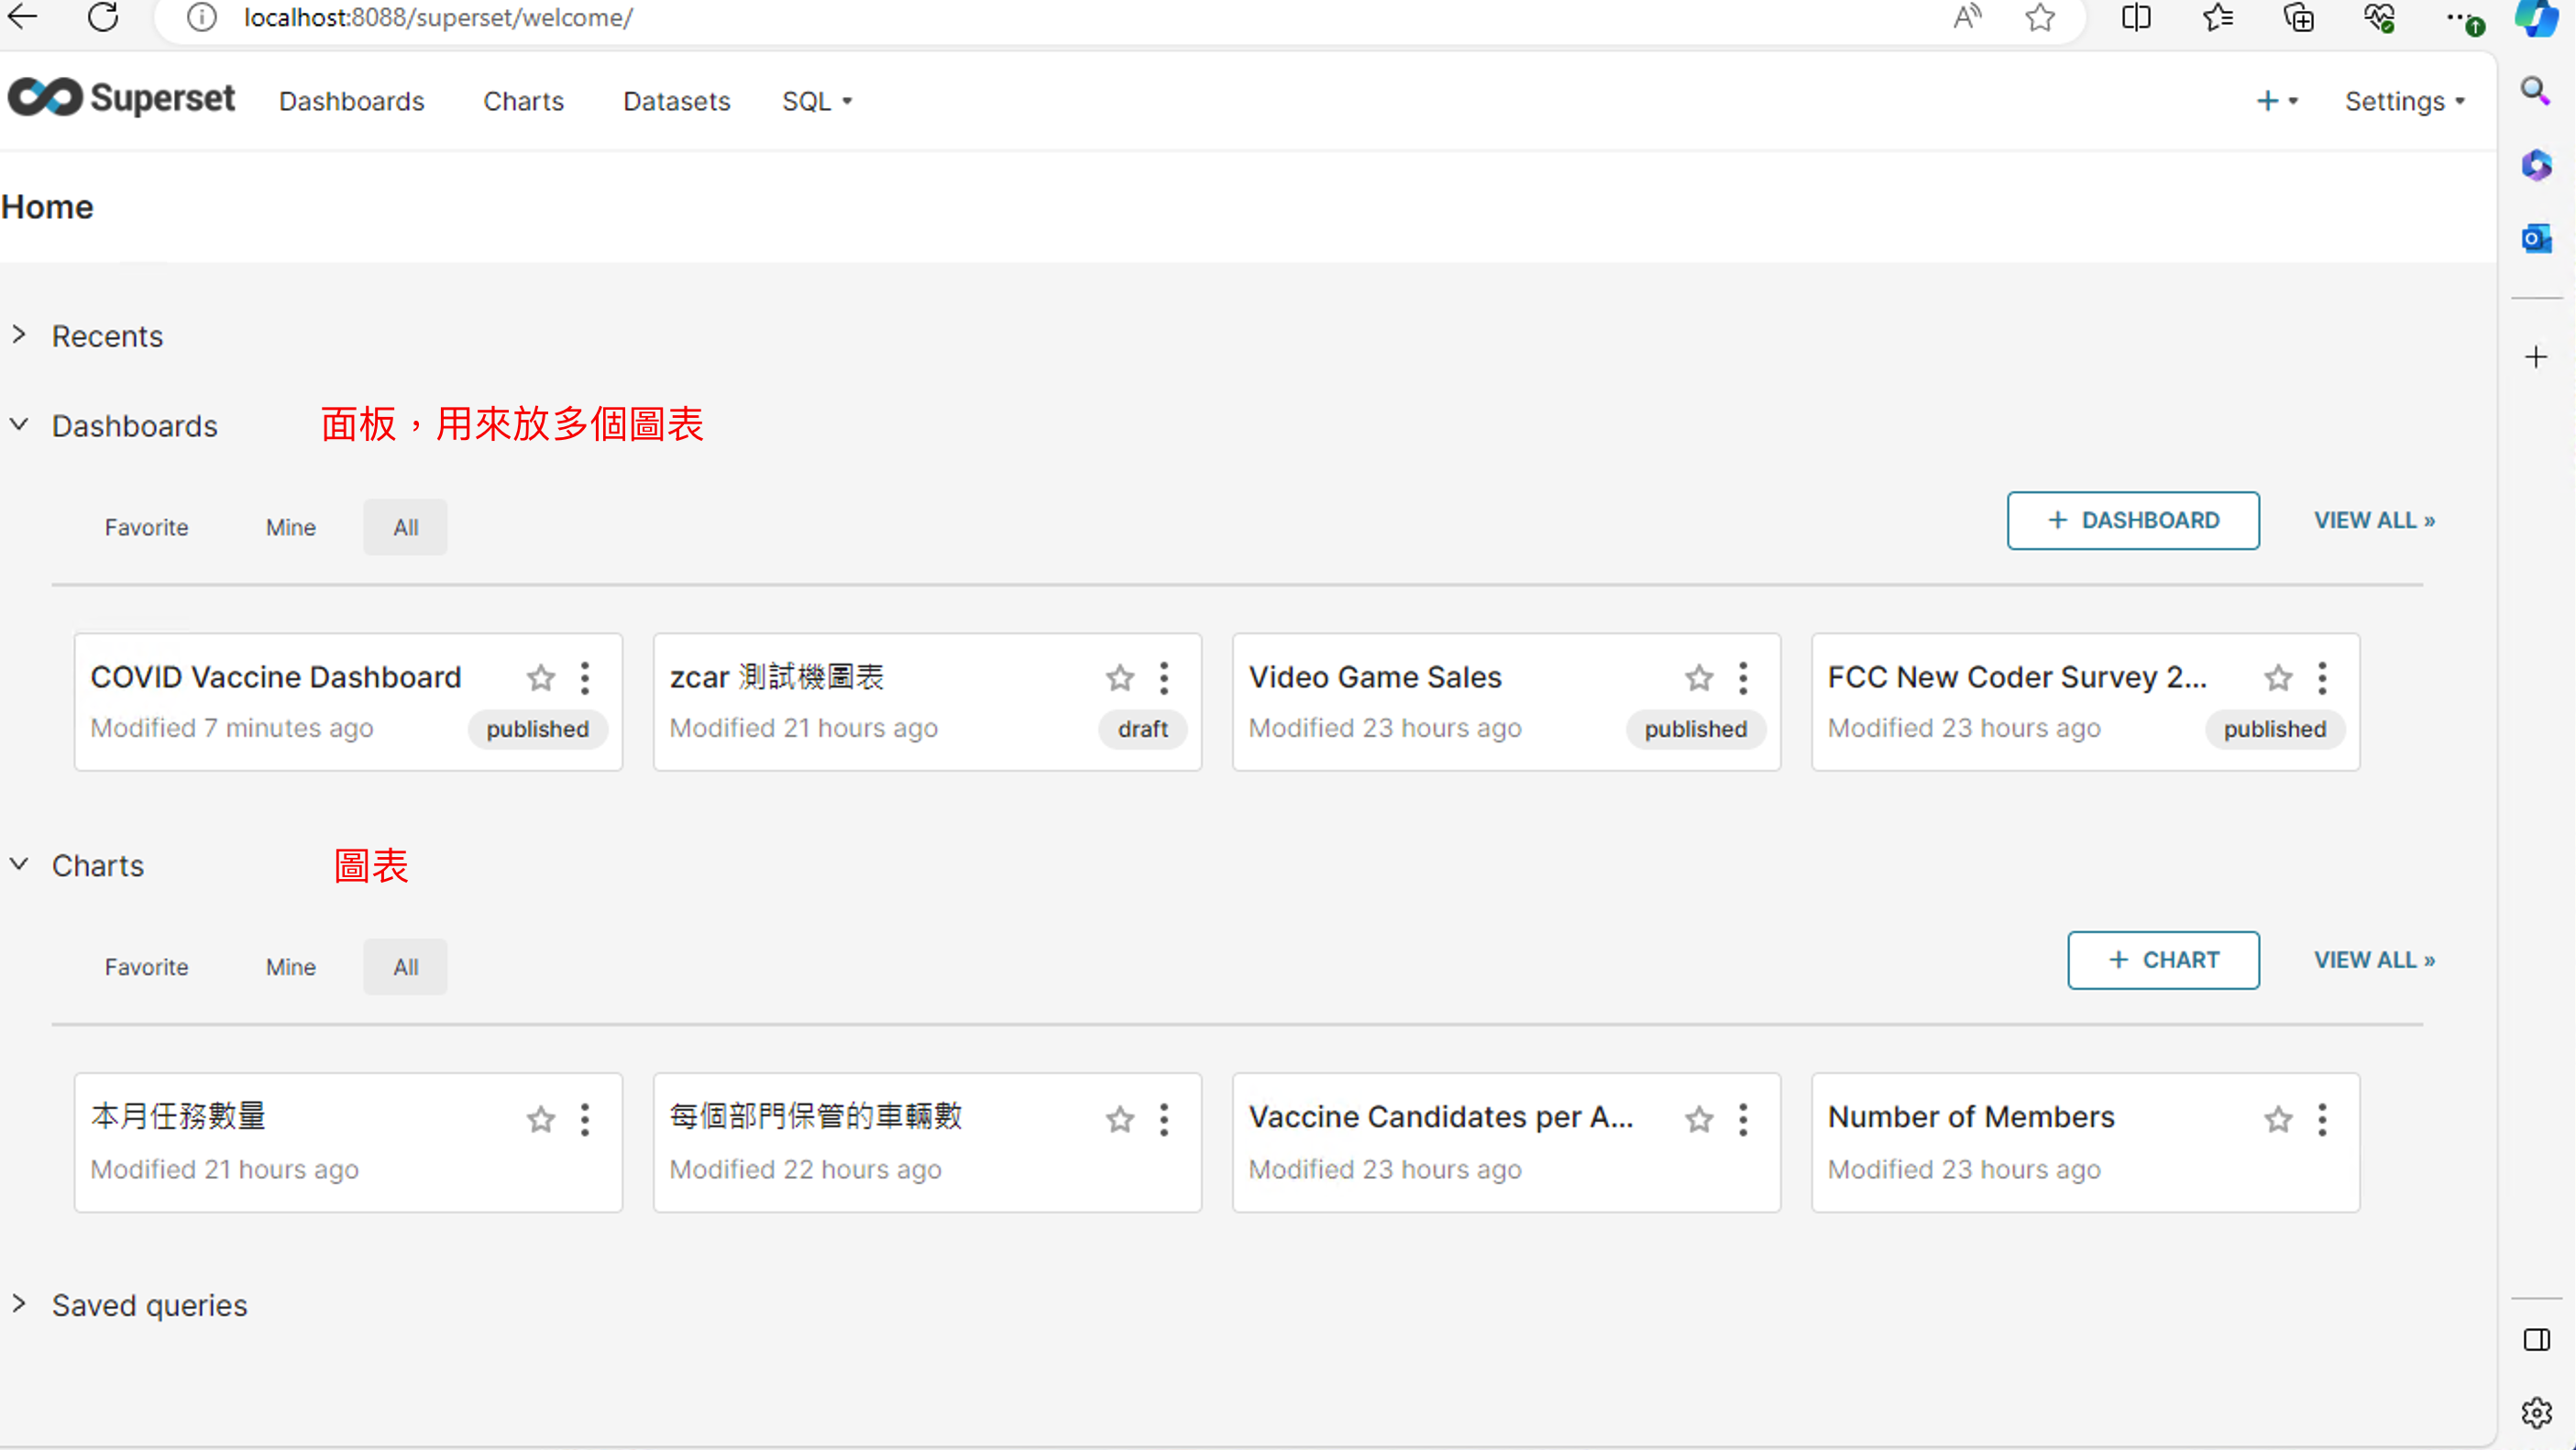 localhost:8088/superset/welcome/
Superset Dashboards Charts Datasets SQL + Settings
Home
Recents
Dashboards 面板，用來放多個圖表
Favorite Mine All + DASHBOARD VIEW ALL »
COVID Vaccine Dashboard zcar 測試機圖表 Video Game Sales FCC New Coder Survey 2...
Modified 7 minutes ago published Modified 21 hours ago draft Modified 23 hours ago published Modified 23 hours ago published
Charts 圖表
Favorite Mine All + CHART VIEW ALL »
本月任務數量 每個部門保管的車輛數 Vaccine Candidates per A... Number of Members
Modified 21 hours ago Modified 22 hours ago Modified 23 hours ago Modified 23 hours ago
Saved queries